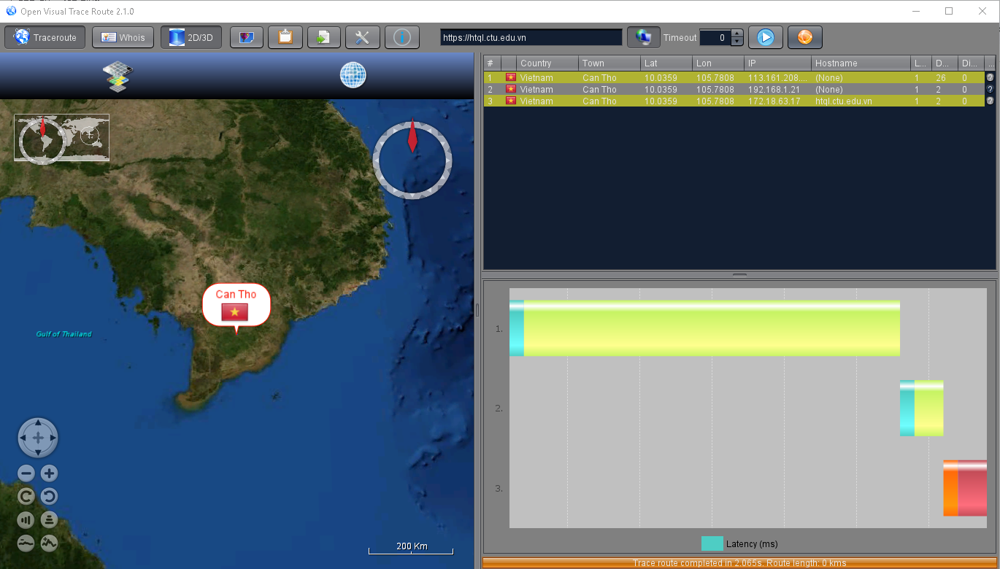 Open Visual Trace Route 2.1.0
Traceroute Whois 2D/3D https://htql.ctu.edu.vn Timeout 0
# Country Town Lat Lon IP Hostname L... D... Di... ...
1 Vietnam Can Tho 10.0359 105.7808 113.161.208.... (None) 1 26 0 ?
2 Vietnam Can Tho 10.0359 105.7808 192.168.1.21 (None) 1 2 0 ?
3 Vietnam Can Tho 10.0359 105.7808 172.18.63.17 htql.ctu.edu.vn 1 2 0 ?
Can Tho
Gulf of Thailand
200 Km
1.
2.
3.
Latency (ms)
Trace route completed in 2.065s. Route length: 0 kms